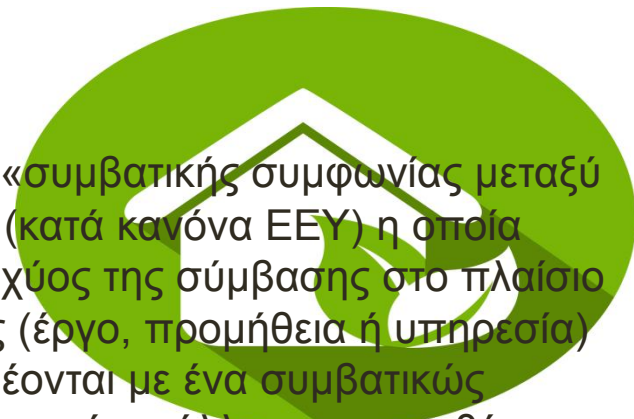 «συμβατικής συμφωνίας μεταξύ
(κατά κανόνα ΕΕΥ) η οποία
χύος της σύμβασης στο πλαίσιο
ς (έργο, προμήθεια ή υπηρεσία)
έονται με ένα συμβατικώς